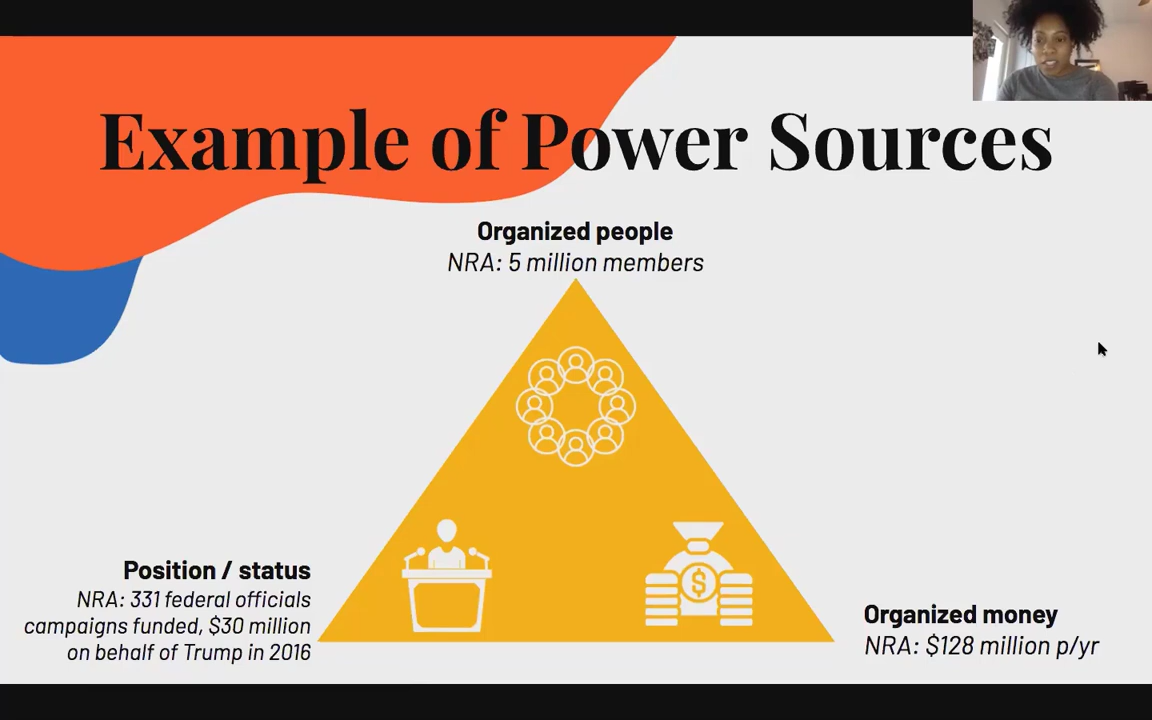 Example of Power Sources
Organized people
NRA: 5 million members
$
Position / status
NRA: 331 federal officials
campaigns funded, $30 million
on behalf of Trump in 2016
Organized money
NRA: $128 million p/yr